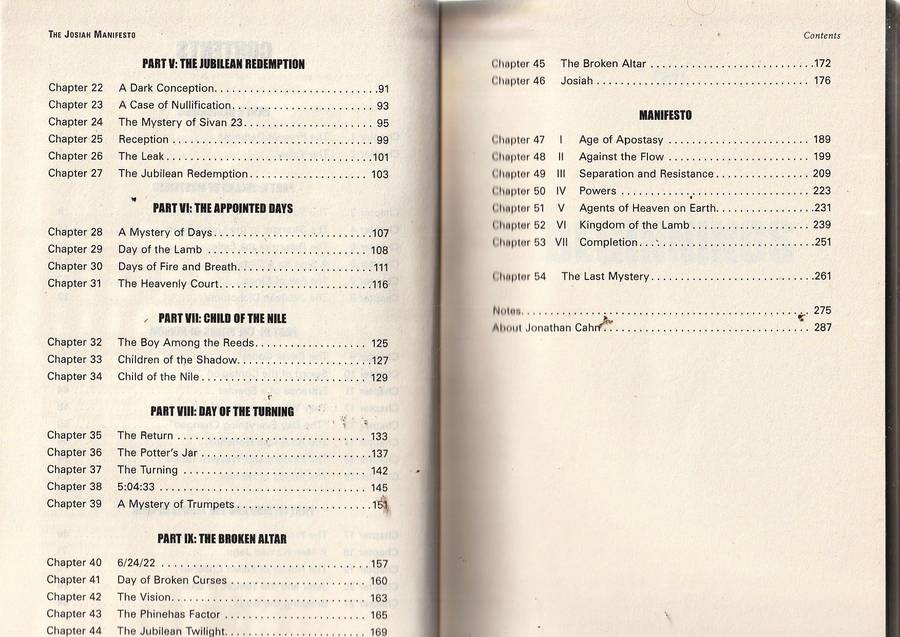 THE JOSIAH MANIFESTO
PART V: THE JUBILEAN REDEMPTION
Chapter 22 A Dark Conception. . . . . . . . . . . . . . . . . . . . . . . . .91
Chapter 23 A Case of Nullification. . . . . . . . . . . . . . . . . . . . . . 93
Chapter 24 The Mystery of Sivan 23. . . . . . . . . . . . . . . . . . . . 95
Chapter 25 Reception . . . . . . . . . . . . . . . . . . . . . . . . . . . . . . 99
Chapter 26 The Leak . . . . . . . . . . . . . . . . . . . . . . . . . . . . . .101
Chapter 27 The Jubilean Redemption. . . . . . . . . . . . . . . . . . 103
PART VI: THE APPOINTED DAYS
Chapter 28 A Mystery of Days. . . . . . . . . . . . . . . . . . . . . . . .107
Chapter 29 Day of the Lamb . . . . . . . . . . . . . . . . . . . . . . . . 108
Chapter 30 Days of Fire and Breath. . . . . . . . . . . . . . . . . . . .111
Chapter 31 The Heavenly Court. . . . . . . . . . . . . . . . . . . . . . 116
PART VII: CHILD OF THE NILE
Chapter 32 The Boy Among the Reeds. . . . . . . . . . . . . . . . . 125
Chapter 33 Children of the Shadow. . . . . . . . . . . . . . . . . . . .127
Chapter 34 Child of the Nile . . . . . . . . . . . . . . . . . . . . . . . . . 129
PART VIII: DAY OF THE TURNING
Chapter 35 The Return . . . . . . . . . . . . . . . . . . . . . . . . . . . . . 133
Chapter 36 The Potter's Jar . . . . . . . . . . . . . . . . . . . . . . . . . .137
Chapter 37 The Turning . . . . . . . . . . . . . . . . . . . . . . . . . . . . 142
Chapter 38 5:04:33 . . . . . . . . . . . . . . . . . . . . . . . . . . . . . . . . 145
Chapter 39 A Mystery of Trumpets . . . . . . . . . . . . . . . . . . . . 151
PART IX: THE BROKEN ALTAR
Chapter 40 6/24/22 . . . . . . . . . . . . . . . . . . . . . . . . . . . . . . . 157
Chapter 41 Day of Broken Curses . . . . . . . . . . . . . . . . . . . . . 160
Chapter 42 The Vision. . . . . . . . . . . . . . . . . . . . . . . . . . . . . . 163
Chapter 43 The Phinehas Factor . . . . . . . . . . . . . . . . . . . . . . 165
Chapter 44 The Jubilean Twilight. . . . . . . . . . . . . . . . . . . . . . 169
Contents
Chapter 45 The Broken Altar . . . . . . . . . . . . . . . . . . . . . . . . .172
Chapter 46 Josiah . . . . . . . . . . . . . . . . . . . . . . . . . . . . . . . . . 176
MANIFESTO
Chapter 47 I Age of Apostasy . . . . . . . . . . . . . . . . . . . . . 189
Chapter 48 II Against the Flow . . . . . . . . . . . . . . . . . . . . . 199
Chapter 49 III Separation and Resistance . . . . . . . . . . . . . . 209
Chapter 50 IV Powers . . . . . . . . . . . . . . . . . . . . . . . . . . . . 223
Chapter 51 V Agents of Heaven on Earth. . . . . . . . . . . . . .231
Chapter 52 VI Kingdom of the Lamb . . . . . . . . . . . . . . . . . 239
Chapter 53 VII Completion. . . . . . . . . . . . . . . . . . . . . . . . . .251
Chapter 54 The Last Mystery. . . . . . . . . . . . . . . . . . . . . . . .261
Notes. . . . . . . . . . . . . . . . . . . . . . . . . . . . . . . . . . . . . . . . . . 275
About Jonathan Cahn . . . . . . . . . . . . . . . . . . . . . . . . . . . . . . 287